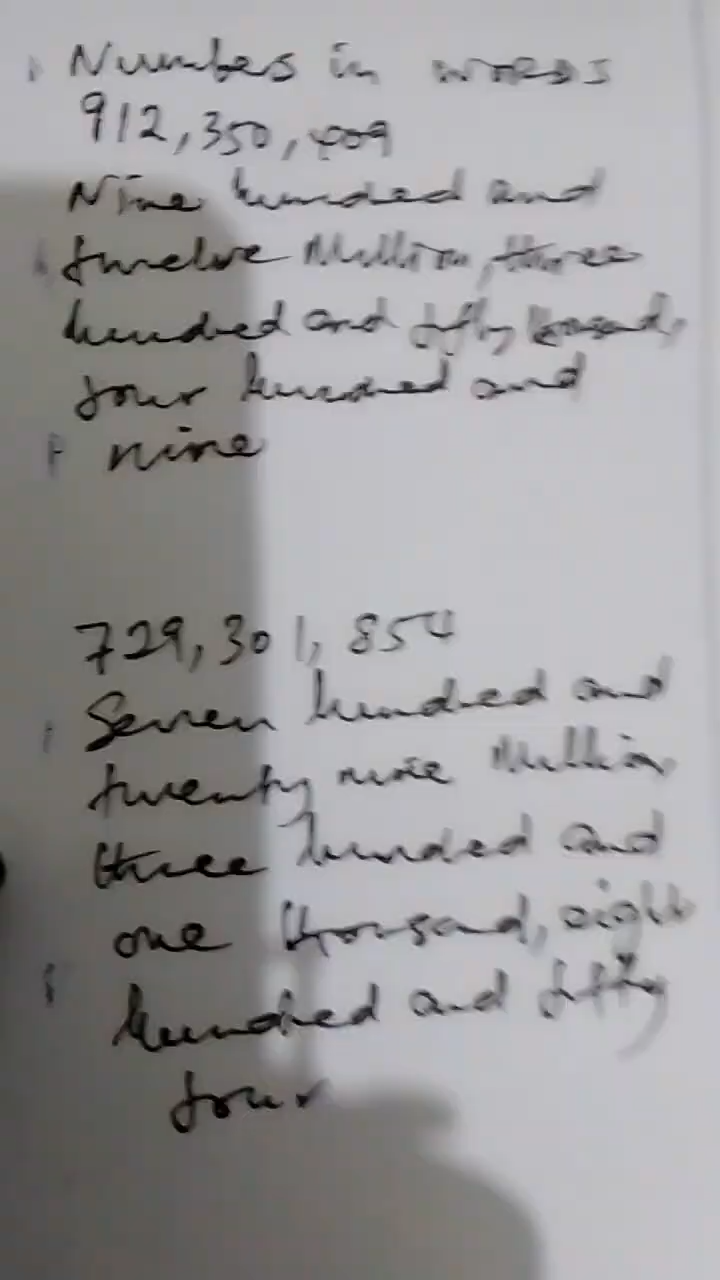 Numbers in words
912,350,409
Nine hundred and
twelve Million, three
hundred and fifty thousand,
four hundred and
nine
729,301,854
Seven hundred and
twenty nine Million
three hundred and
one thousand, eight
hundred and fifty
four